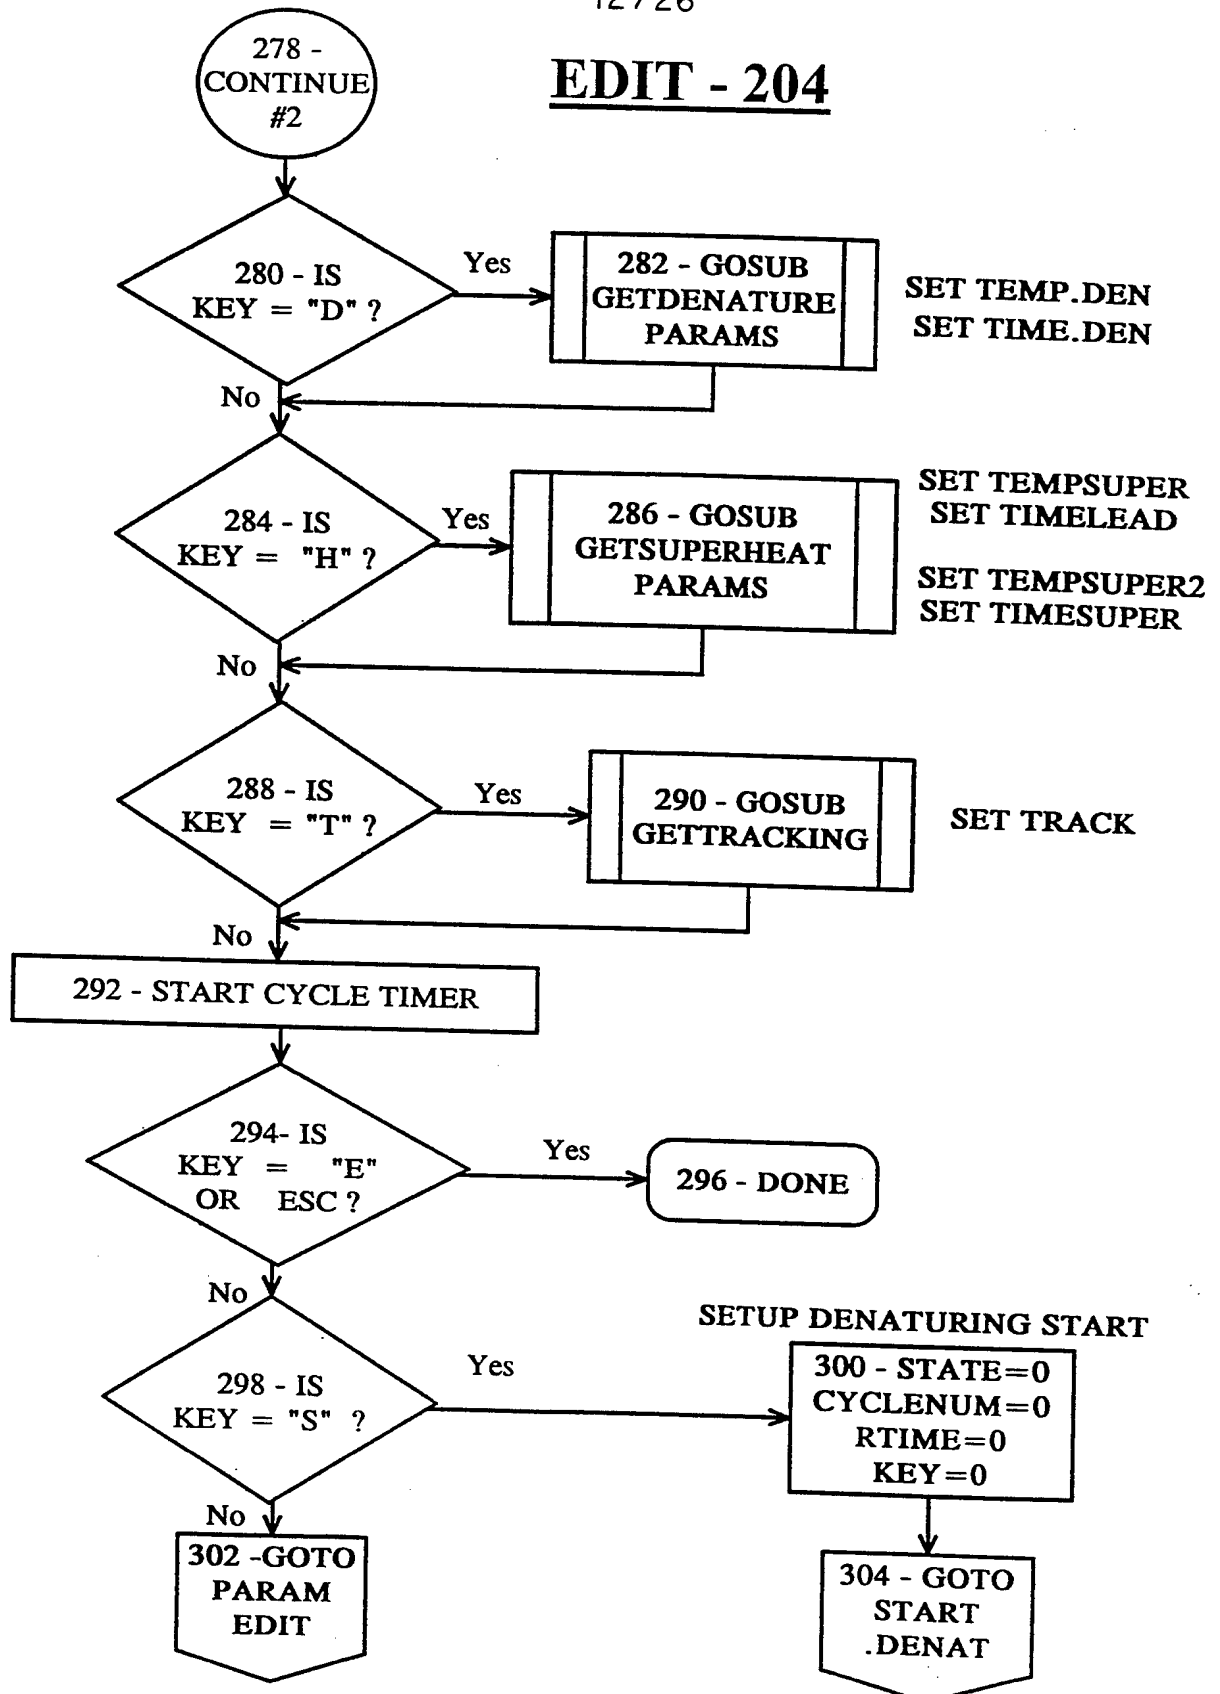 12/26
EDIT - 204
278 -
CONTINUE
#2
280 - IS
KEY = "D" ?
Yes
282 - GOSUB
GETDENATURE
PARAMS
SET TEMP.DEN
SET TIME.DEN
No
284 - IS
KEY = "H" ?
Yes
286 - GOSUB
GETSUPERHEAT
PARAMS
SET TEMPSUPER
SET TIMELEAD
SET TEMPSUPER2
SET TIMESUPER
No
288 - IS
KEY = "T" ?
Yes
290 - GOSUB
GETTRACKING
SET TRACK
No
292 - START CYCLE TIMER
294- IS
KEY = "E"
OR ESC ?
Yes
296 - DONE
No
298 - IS
KEY = "S" ?
Yes
SETUP DENATURING START
300 - STATE=0
CYCLENUM=0
RTIME=0
KEY=0
No
302 -GOTO
PARAM
EDIT
304 - GOTO
START
.DENAT